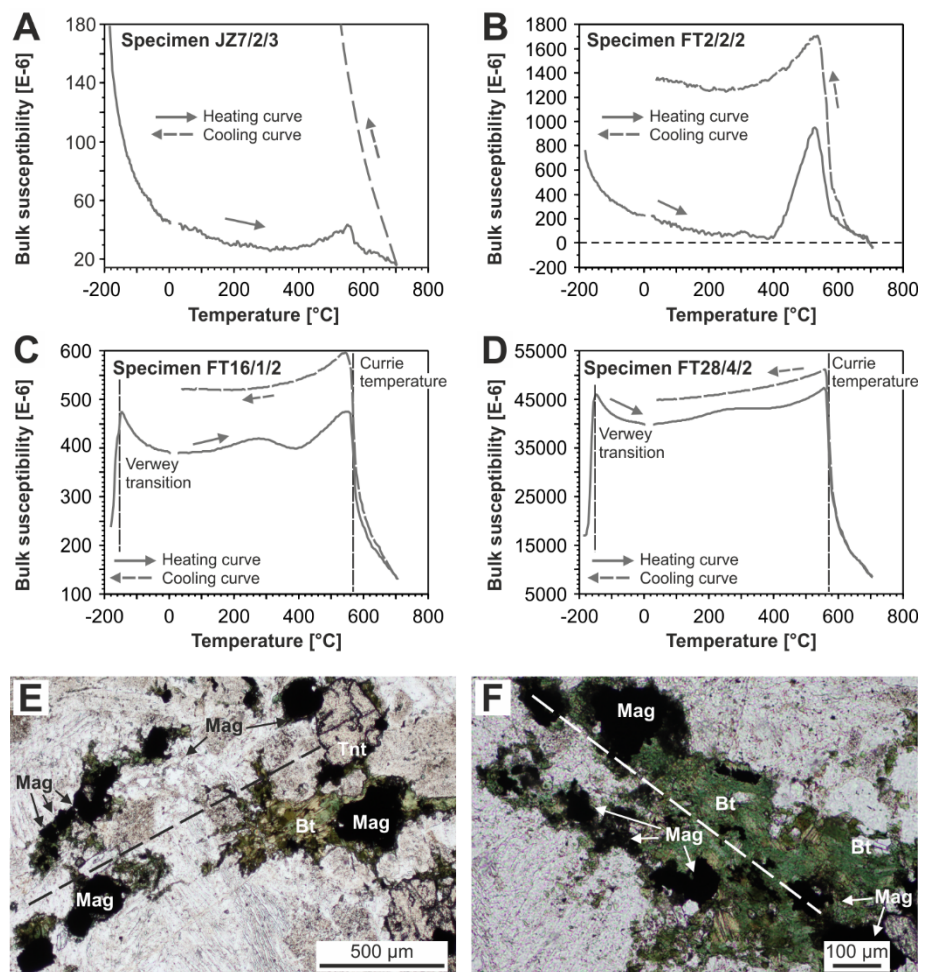 A
Specimen JZ7/2/3
Bulk susceptibility [E-6]
180
140
100
60
20
Heating curve
Cooling curve
-200 0 200 400 600 800
Temperature [°C]
B
Specimen FT2/2/2
Bulk susceptibility [E-6]
1800
1600
1400
1200
1000
800
600
400
200
0
-200
Heating curve
Cooling curve
-200 0 200 400 600 800
Temperature [°C]
C
Specimen FT16/1/2
Bulk susceptibility [E-6]
600
500
400
300
200
100
Currie
temperature
Verwey
transition
Heating curve
Cooling curve
-200 0 200 400 600 800
Temperature [°C]
D
Specimen FT28/4/2
Bulk susceptibility [E-6]
55000
45000
35000
25000
15000
5000
Currie
temperature
Verwey
transition
Heating curve
Cooling curve
-200 0 200 400 600 800
Temperature [°C]
E
Mag
Tnt
Mag
Bt
Mag
Mag
500 µm
F
Mag
Bt
Mag
Bt
Mag
100 µm